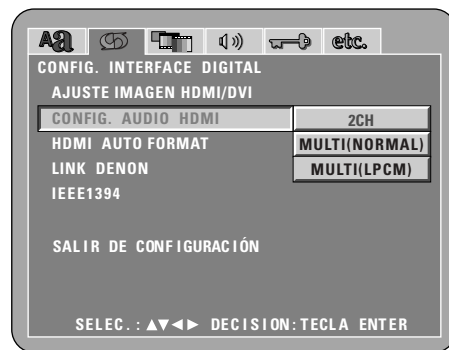 Aa etc.
CONFIG. INTERFACE DIGITAL
AJUSTE IMAGEN HDMI/DVI
CONFIG. AUDIO HDMI 2CH
HDMI AUTO FORMAT MULTI(NORMAL)
LINK DENON MULTI(LPCM)
IEEE1394
SALIR DE CONFIGURACIÓN
SELEC.:▲▼◄► DECISION:TECLA ENTER